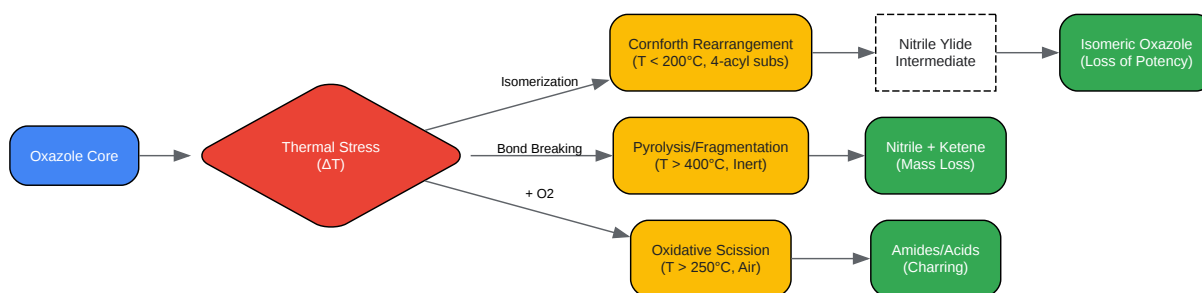 Oxazole Core
Thermal Stress
(ΔT)
Isomerization
Bond Breaking
+ O2
Cornforth Rearrangement
(T < 200°C, 4-acyl subs)
Nitrile Ylide
Intermediate
Isomeric Oxazole
(Loss of Potency)
Pyrolysis/Fragmentation
(T > 400°C, Inert)
Nitrile + Ketene
(Mass Loss)
Oxidative Scission
(T > 250°C, Air)
Amides/Acids
(Charring)